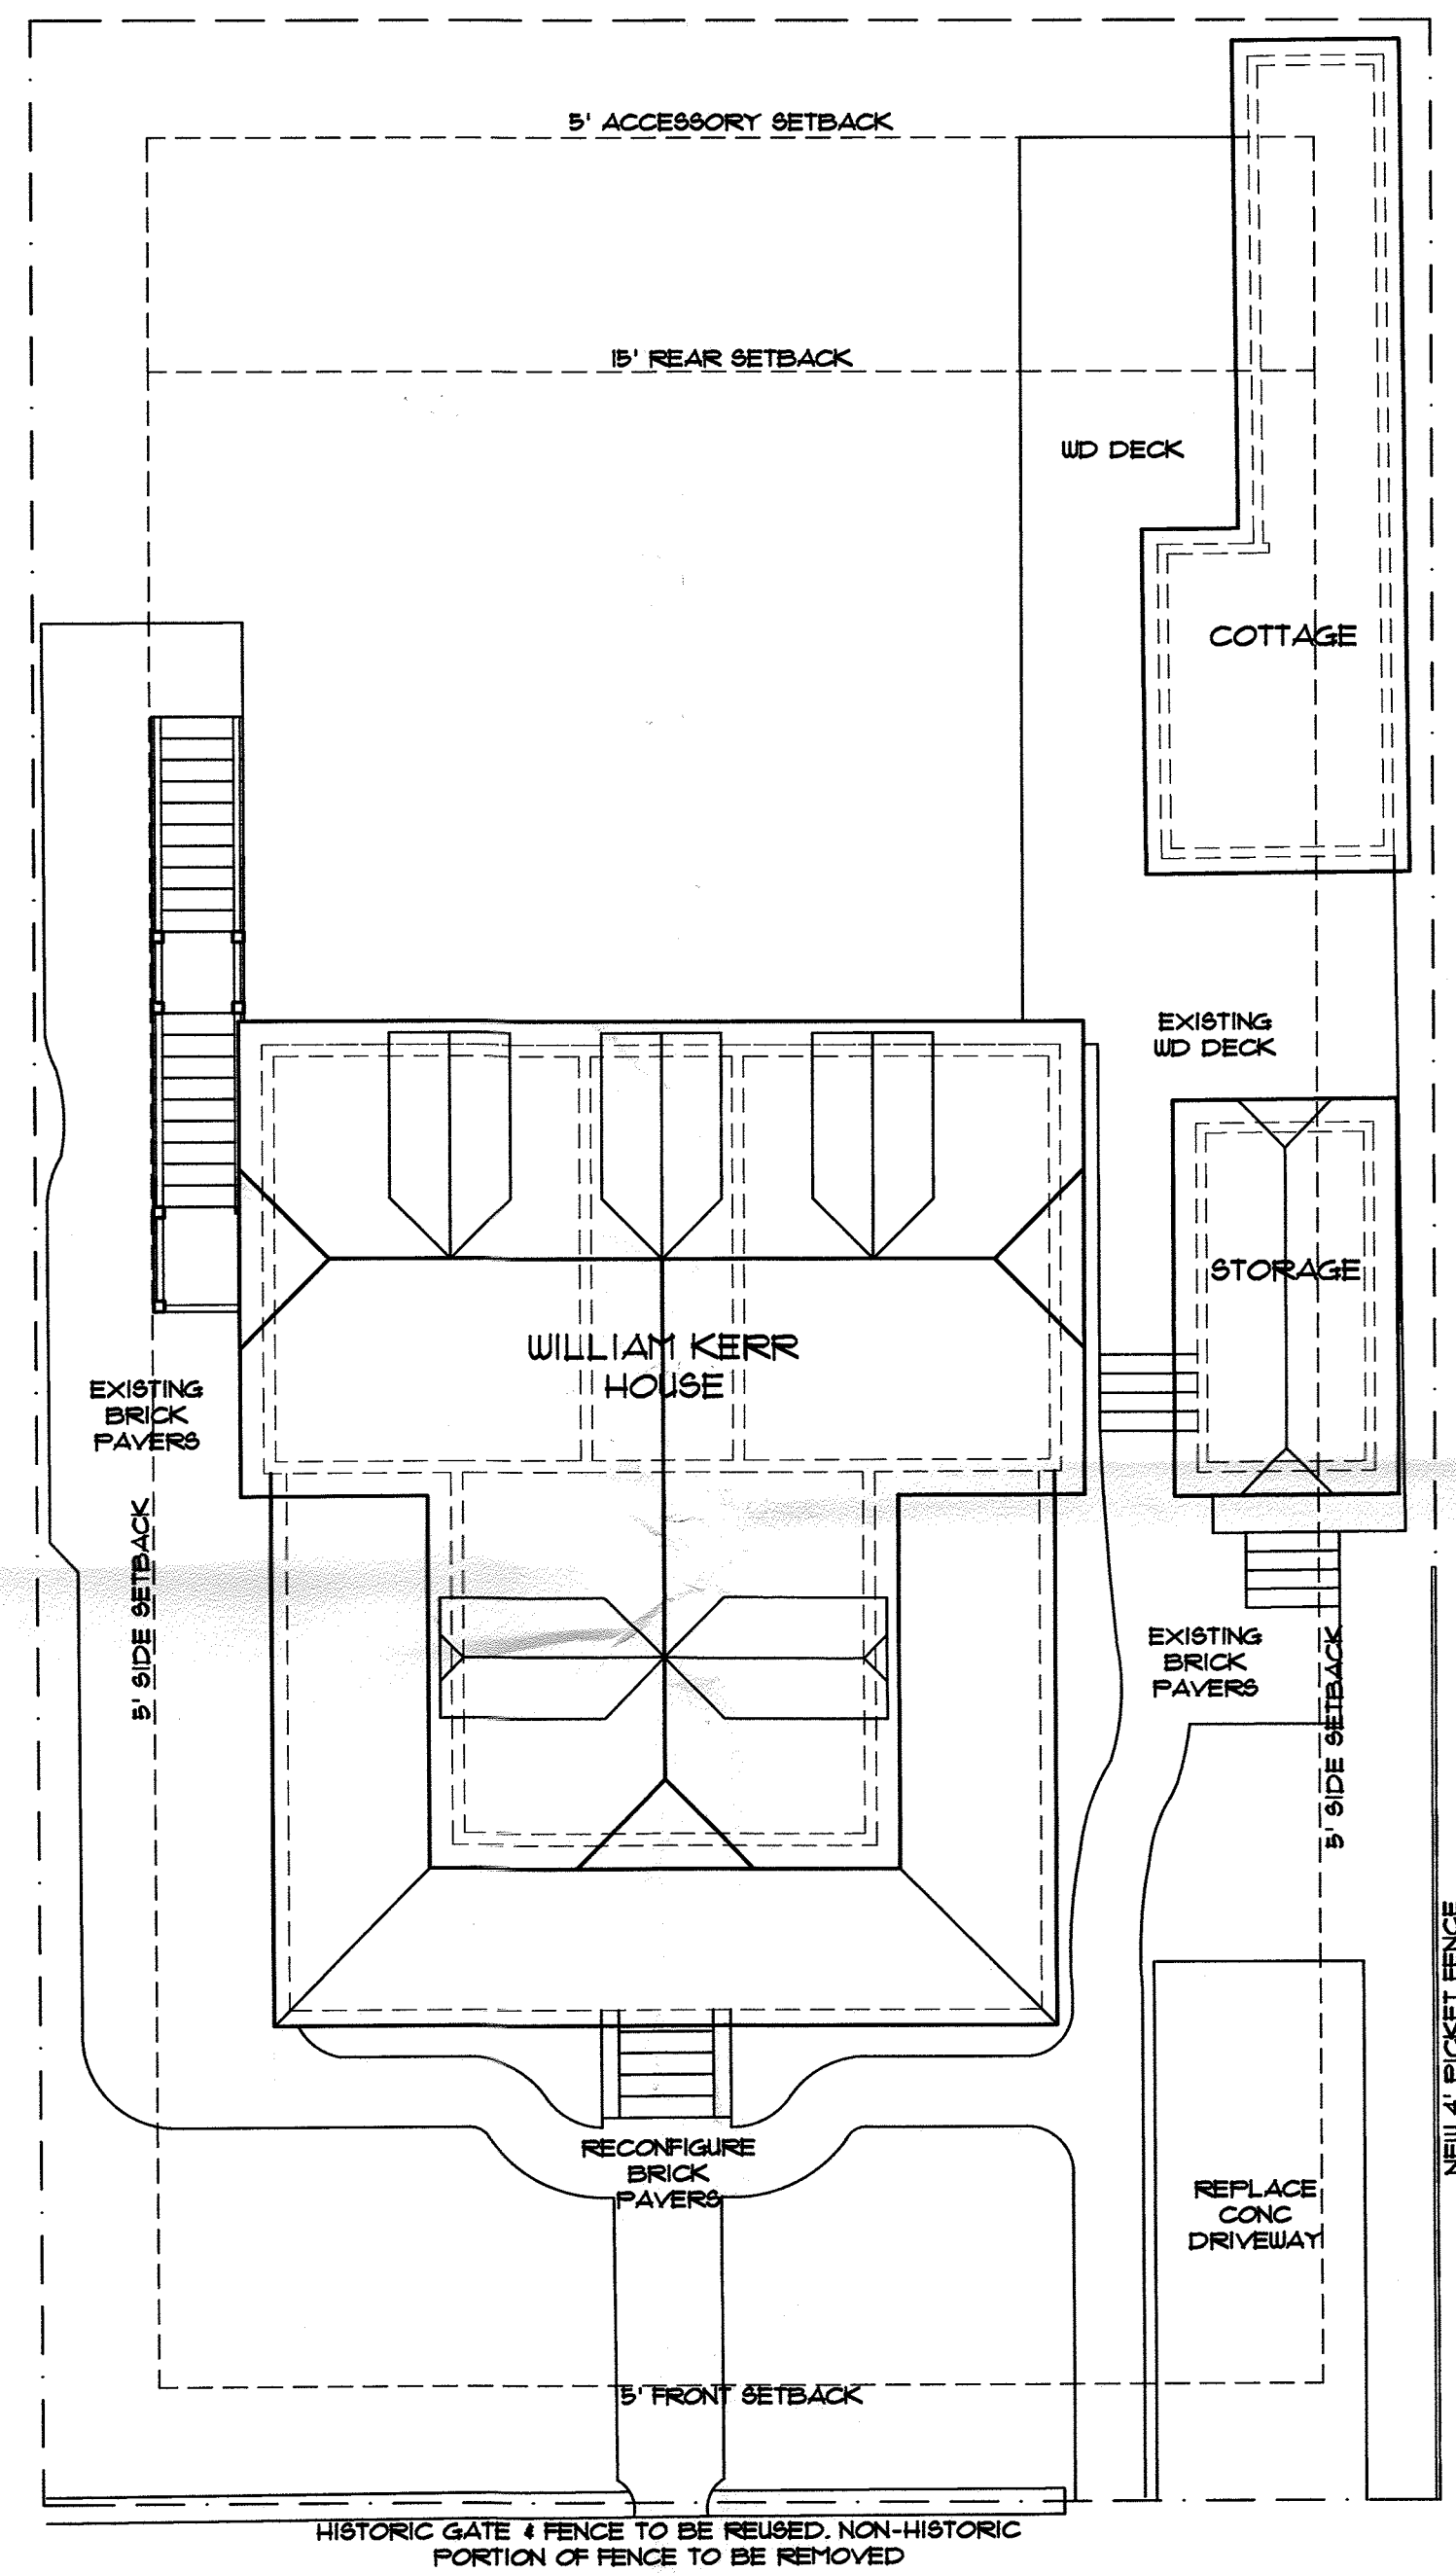 5' ACCESSORY SETBACK
15' REAR SETBACK
WD DECK
COTTAGE
EXISTING
WD DECK
STORAGE
WILLIAM KERR
HOUSE
EXISTING
BRICK
PAVERS
5' SIDE SETBACK
EXISTING
BRICK
PAVERS
5' SIDE SETBACK
NEW 4' PICKET FENCE
RECONFIGURE
BRICK
PAVERS
REPLACE
CONC
DRIVEWAY
5' FRONT SETBACK
HISTORIC GATE & FENCE TO BE REUSED. NON-HISTORIC
PORTION OF FENCE TO BE REMOVED